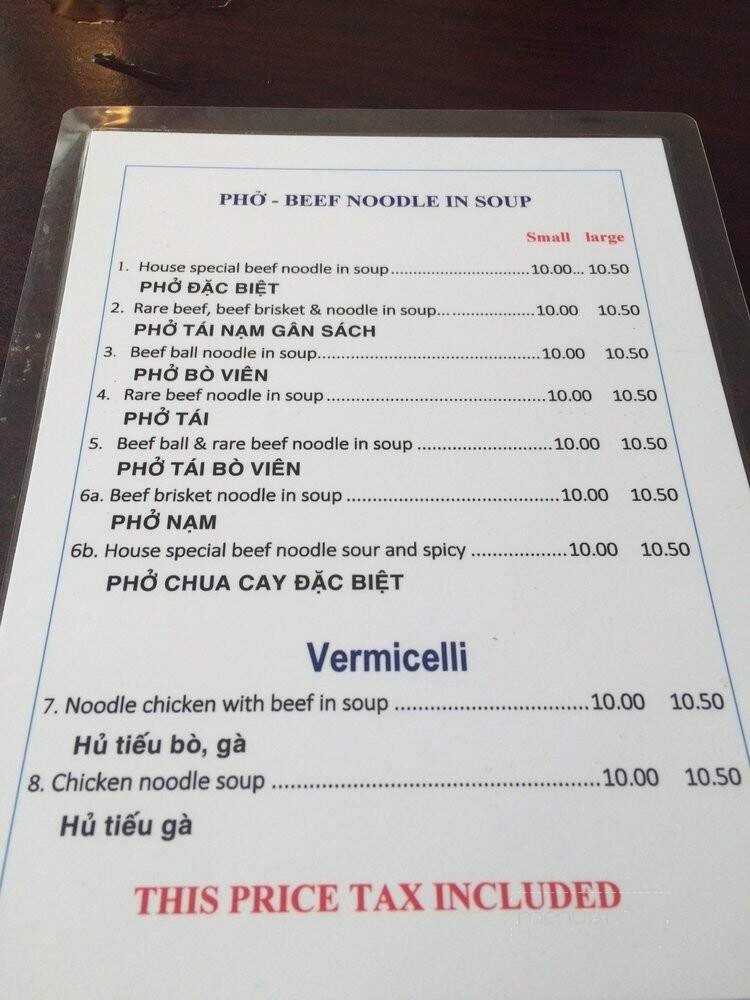 PHỞ - BEEF NOODLE IN SOUP
Small large
1. House special beef noodle in soup.............................10.00... 10.50
PHỞ ĐẶC BIỆT
2. Rare beef, beef brisket & noodle in soup... .................10.00 10.50
PHỞ TÁI NẠM GÂN SÁCH
3. Beef ball noodle in soup.............................................10.00 10.50
PHỞ BÒ VIÊN
4. Rare beef noodle in soup ............................................10.00 10.50
PHỞ TÁI
5. Beef ball & rare beef noodle in soup ...........................10.00 10.50
PHỞ TÁI BÒ VIÊN
6a. Beef brisket noodle in soup ......................................10.00 10.50
PHỞ NẠM
6b. House special beef noodle sour and spicy ..................10.00 10.50
PHỞ CHUA CAY ĐẶC BIỆT
Vermicelli
7. Noodle chicken with beef in soup ................................10.00 10.50
Hủ tiếu bò, gà
8. Chicken noodle soup ...................................................10.00 10.50
Hủ tiếu gà
THIS PRICE TAX INCLUDED